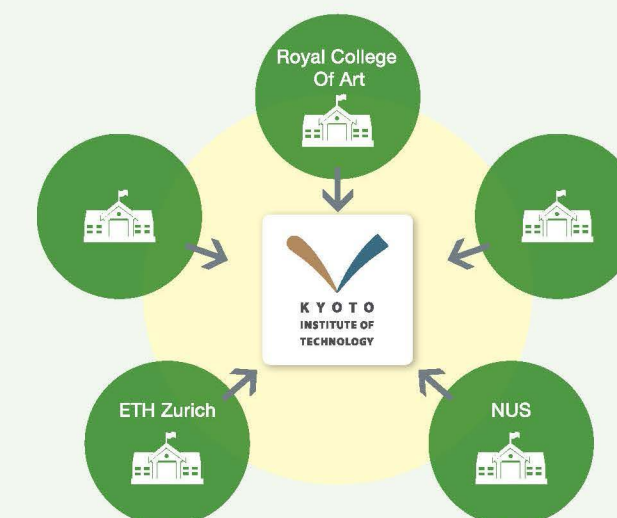 Royal College
Of Art
KYOTO
INSTITUTE OF
TECHNOLOGY
ETH Zurich
NUS